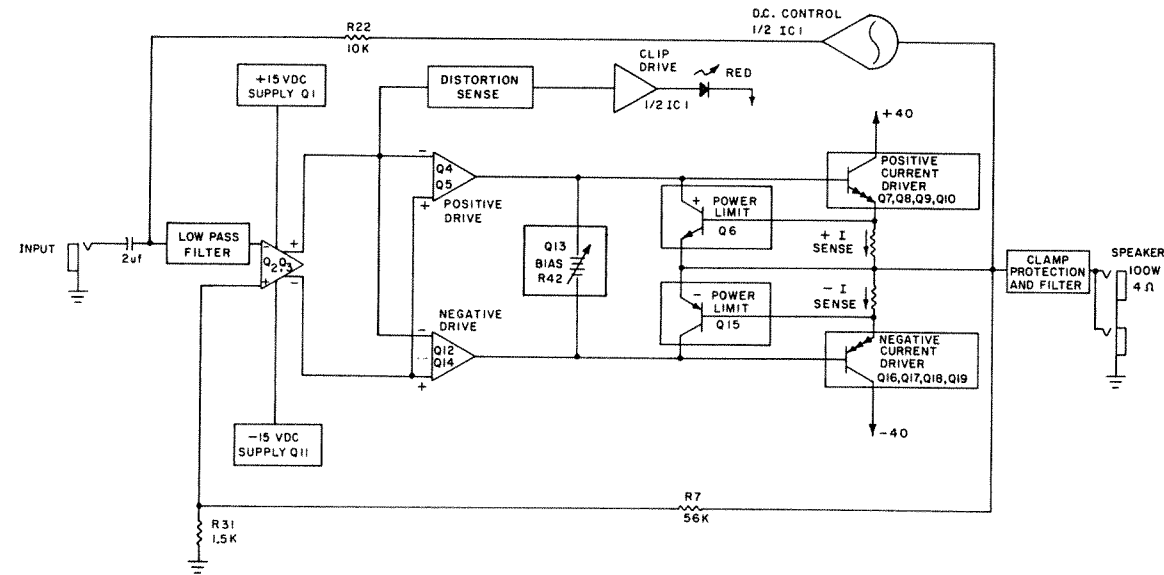 D.C. CONTROL
1/2 IC1
R22
10K
CLIP
DRIVE
RED
1/2 IC1
+15VDC
SUPPLY Q1
DISTORTION
SENSE
+40
-
Q4
Q5
+
POSITIVE DRIVE
POSITIVE
CURRENT
DRIVER
Q7,Q8,Q9,Q10
+
POWER
LIMIT
Q6
INPUT
2uf
LOW PASS
FILTER
-
+
Q2,Q3
+
-
Q13
BIAS
R42
+ I
SENSE
CLAMP
PROTECTION
AND FILTER
SPEAKER
100W
4Ω
- I
SENSE
-
POWER
LIMIT
Q15
NEGATIVE
DRIVE
-
Q12
Q14
+
NEGATIVE
CURRENT
DRIVER
Q16,Q17,Q18,Q19
-40
-15 VDC
SUPPLY Q11
R7
56K
R31
1.5K